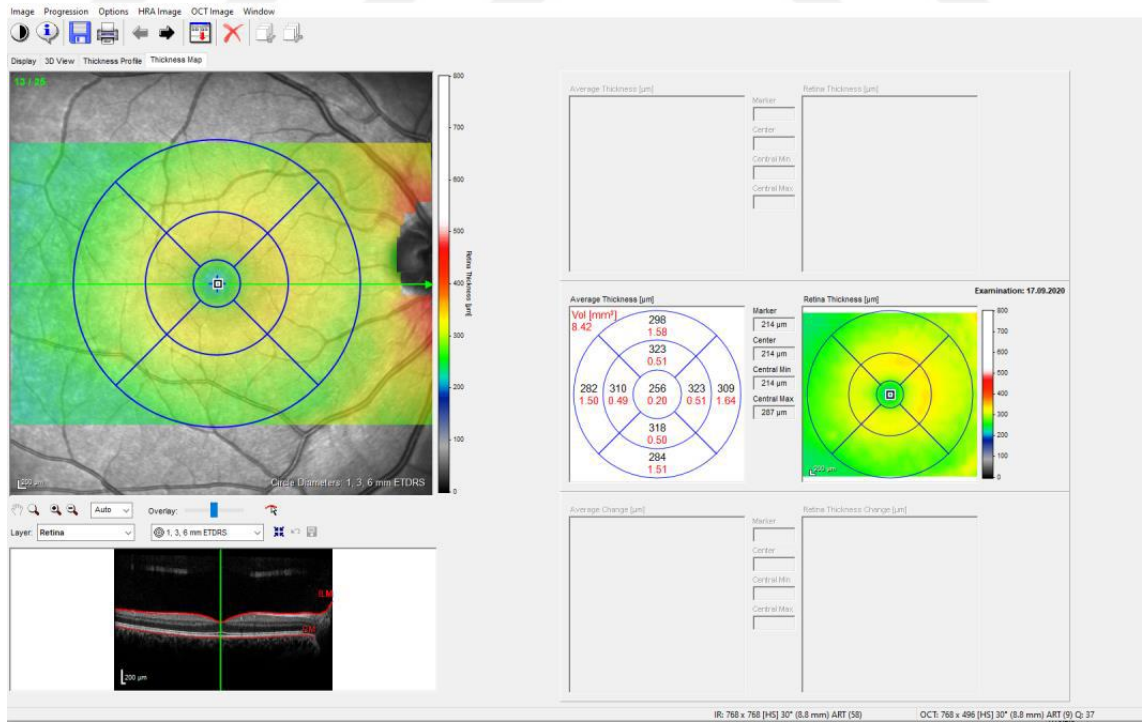 Image Progression Options HRA Image OCT Image Window
Display 3D View Thickness Profile Thickness Map
13 / 25
800
700
600
500
400
300
200
100
0
Retina Thickness [µm]
200 µm
Circle Diameters: 1, 3, 6 mm ETDRS
Auto
Overlay:
Layer: Retina
1, 3, 6 mm ETDRS
ILM
BM
200 µm
Average Thickness [µm]
Marker
Center
Central Min
Central Max
Retina Thickness [µm]
Examination: 17.09.2020
Average Thickness [µm]
Vol [mm³]
8.42
298
1.58
323
0.51
282 310 256 323 309
1.50 0.49 0.20 0.51 1.64
318
0.50
284
1.51
Marker
214 µm
Center
214 µm
Central Min
214 µm
Central Max
287 µm
Retina Thickness [µm]
200 µm
800
700
600
500
400
300
200
100
0
Average Change [µm]
Marker
Center
Central Min
Central Max
Retina Thickness Change [µm]
IR: 768 x 768 [HS] 30° (8.8 mm) ART (58)
OCT: 768 x 496 [HS] 30° (8.8 mm) ART (9) Q: 37